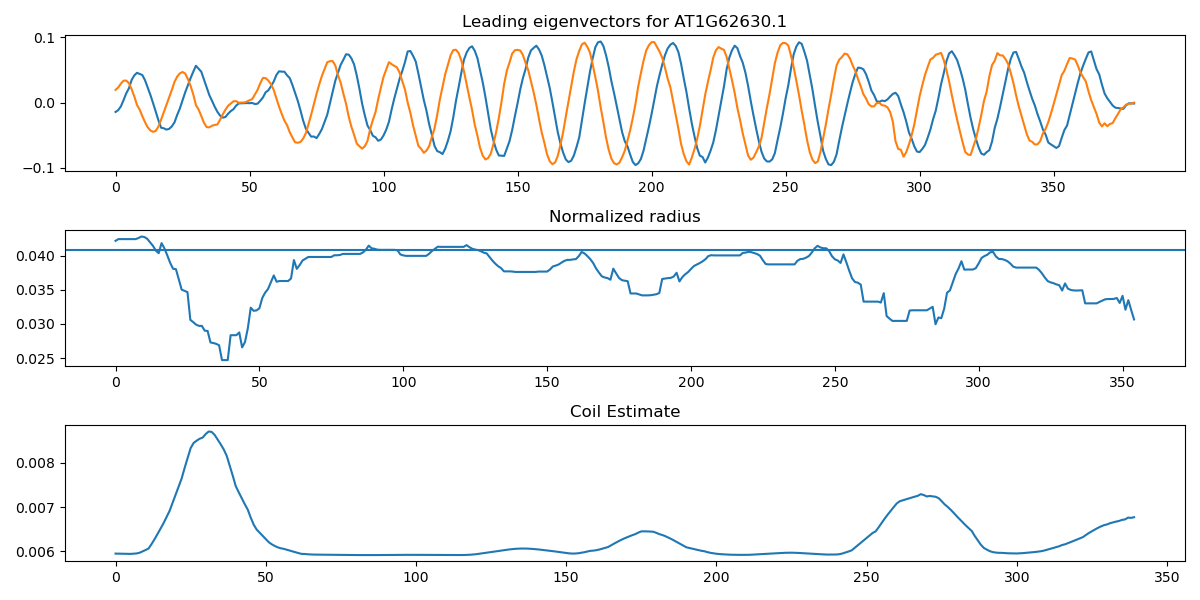 Leading eigenvectors for AT1G62630.1
0.1
0.0
−0.1
0 50 100 150 200 250 300 350
Normalized radius
0.040
0.035
0.030
0.025
0 50 100 150 200 250 300 350
Coil Estimate
0.008
0.007
0.006
0 50 100 150 200 250 300 350